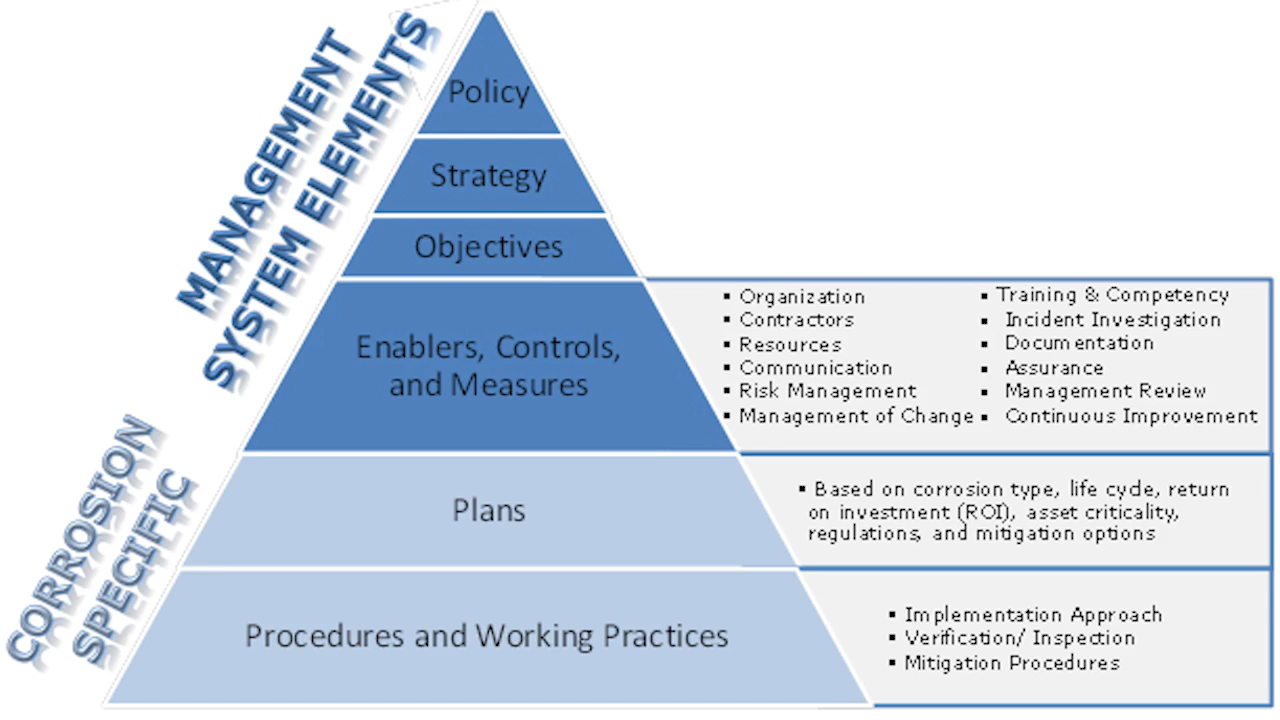 MANAGEMENT
SYSTEM ELEMENTS
CORROSION
SPECIFIC
Policy
Strategy
Objectives
Enablers, Controls,
and Measures
▪ Organization
▪ Contractors
▪ Resources
▪ Communication
▪ Risk Management
▪ Management of Change
▪ Training & Competency
▪ Incident Investigation
▪ Documentation
▪ Assurance
▪ Management Review
▪ Continuous Improvement
Plans
▪ Based on corrosion type, life cycle, return
on investment (ROI), asset criticality,
regulations, and mitigation options
Procedures and Working Practices
▪ Implementation Approach
▪ Verification/ Inspection
▪ Mitigation Procedures